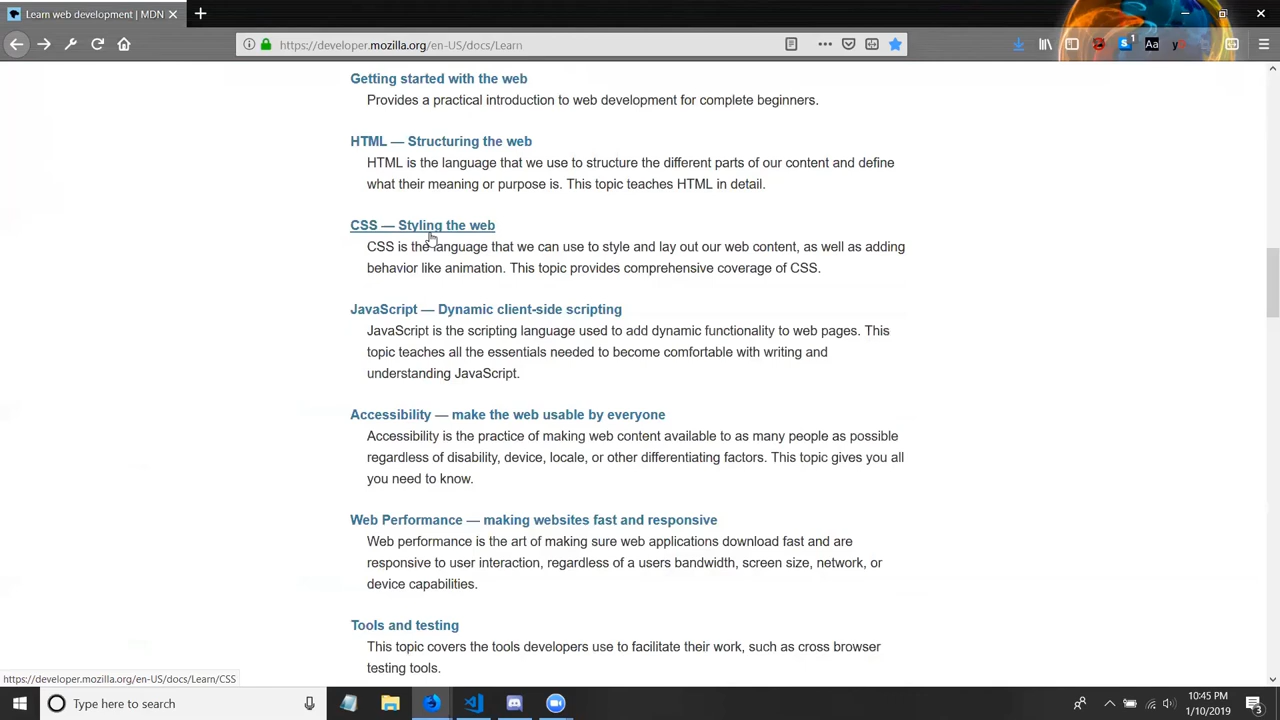 Learn web development | MDN
https://developer.mozilla.org/en-US/docs/Learn
S 1
Aa
Getting started with the web
Provides a practical introduction to web development for complete beginners.
HTML — Structuring the web
HTML is the language that we use to structure the different parts of our content and define
what their meaning or purpose is. This topic teaches HTML in detail.
CSS — Styling the web
CSS is the language that we can use to style and lay out our web content, as well as adding
behavior like animation. This topic provides comprehensive coverage of CSS.
JavaScript — Dynamic client-side scripting
JavaScript is the scripting language used to add dynamic functionality to web pages. This
topic teaches all the essentials needed to become comfortable with writing and
understanding JavaScript.
Accessibility — make the web usable by everyone
Accessibility is the practice of making web content available to as many people as possible
regardless of disability, device, locale, or other differentiating factors. This topic gives you all
you need to know.
Web Performance — making websites fast and responsive
Web performance is the art of making sure web applications download fast and are
responsive to user interaction, regardless of a users bandwidth, screen size, network, or
device capabilities.
Tools and testing
This topic covers the tools developers use to facilitate their work, such as cross browser
testing tools.
https://developer.mozilla.org/en-US/docs/Learn/CSS
Type here to search
10:45 PM
1/10/2019
3